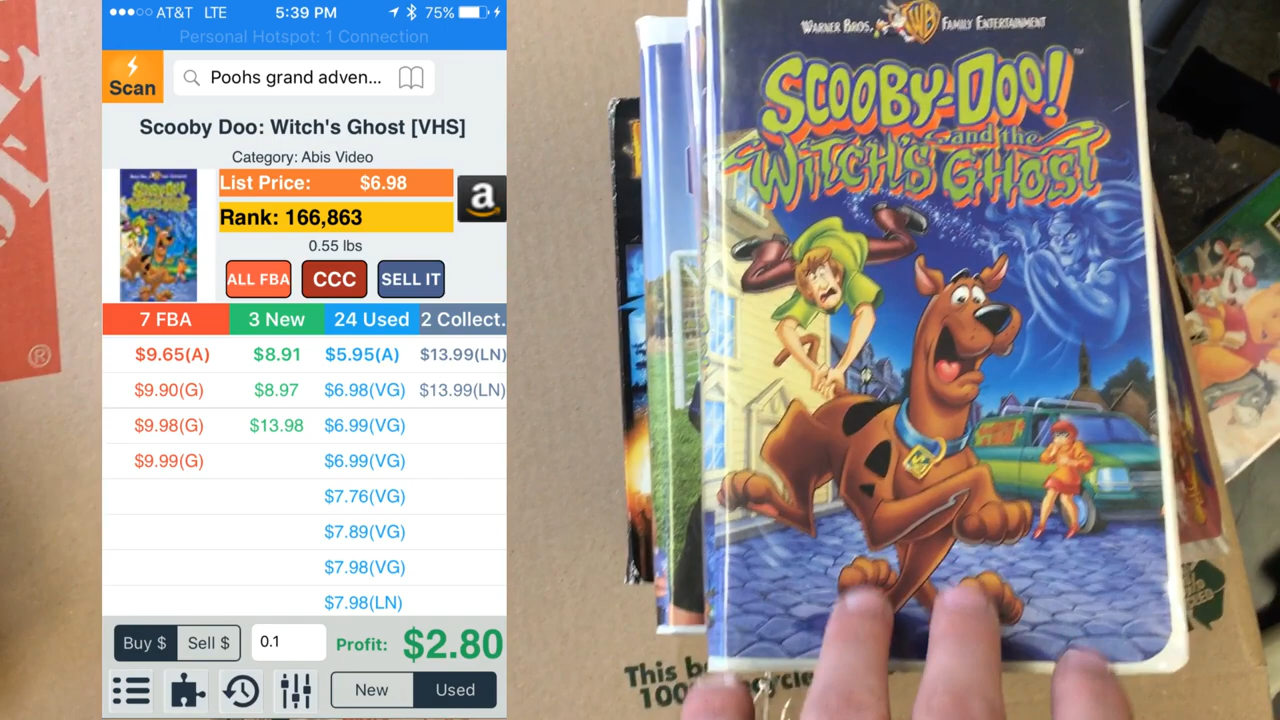 AT&T LTE 5:39 PM 75%
Personal Hotspot: 1 Connection
Scan
Poohs grand adven...
Scooby Doo: Witch's Ghost [VHS]
Category: Abis Video
List Price: $6.98
Rank: 166,863
0.55 lbs
ALL FBA CCC SELL IT
a
7 FBA 3 New 24 Used 2 Collect.
$9.65(A) $8.91 $5.95(A) $13.99(LN)
$9.90(G) $8.97 $6.98(VG) $13.99(LN)
$9.98(G) $13.98 $6.99(VG)
$9.99(G) $6.99(VG)
$7.76(VG)
$7.89(VG)
$7.98(VG)
$7.98(LN)
Buy $ Sell $ 0.1 Profit: $2.80
New Used
WARNER BROS. WB FAMILY ENTERTAINMENT
SCOOBY-DOO!™
and the
WITCH'S GHOST
SD
This b
100
®